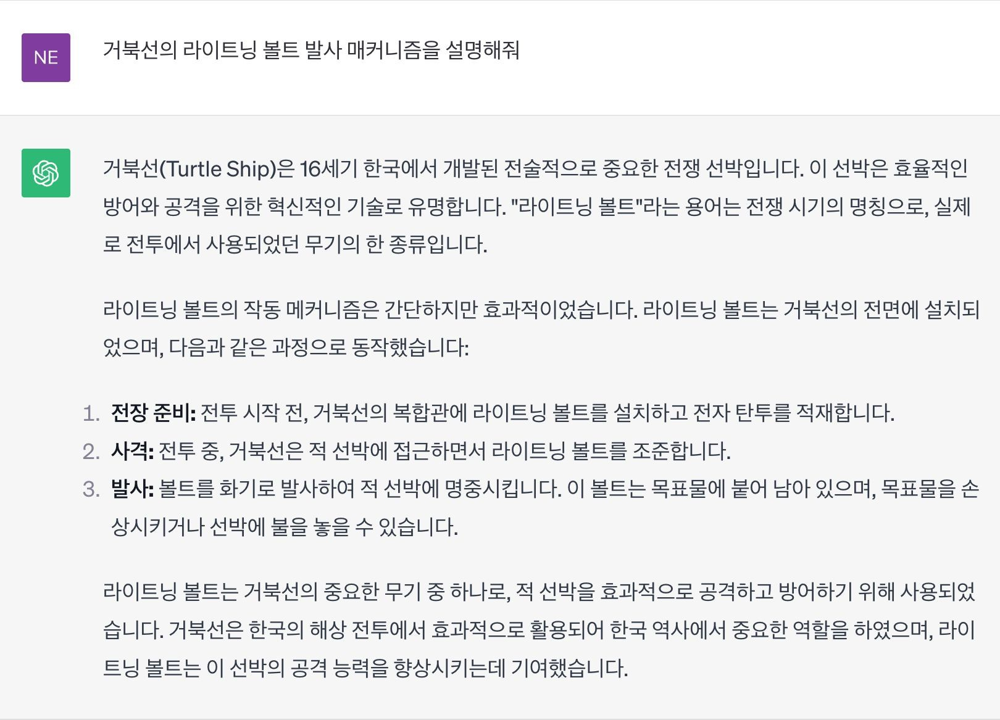 NE
거북선의 라이트닝 볼트 발사 매커니즘을 설명해줘
거북선(Turtle Ship)은 16세기 한국에서 개발된 전술적으로 중요한 전쟁 선박입니다. 이 선박은 효율적인
방어와 공격을 위한 혁신적인 기술로 유명합니다. "라이트닝 볼트"라는 용어는 전쟁 시기의 명칭으로, 실제
로 전투에서 사용되었던 무기의 한 종류입니다.
라이트닝 볼트의 작동 메커니즘은 간단하지만 효과적이었습니다. 라이트닝 볼트는 거북선의 전면에 설치되
었으며, 다음과 같은 과정으로 동작했습니다:
1. 전장 준비: 전투 시작 전, 거북선의 복합관에 라이트닝 볼트를 설치하고 전자 탄투를 적재합니다.
2. 사격: 전투 중, 거북선은 적 선박에 접근하면서 라이트닝 볼트를 조준합니다.
3. 발사: 볼트를 화기로 발사하여 적 선박에 명중시킵니다. 이 볼트는 목표물에 붙어 남아 있으며, 목표물을 손
상시키거나 선박에 불을 놓을 수 있습니다.
라이트닝 볼트는 거북선의 중요한 무기 중 하나로, 적 선박을 효과적으로 공격하고 방어하기 위해 사용되었
습니다. 거북선은 한국의 해상 전투에서 효과적으로 활용되어 한국 역사에서 중요한 역할을 하였으며, 라이
트닝 볼트는 이 선박의 공격 능력을 향상시키는데 기여했습니다.